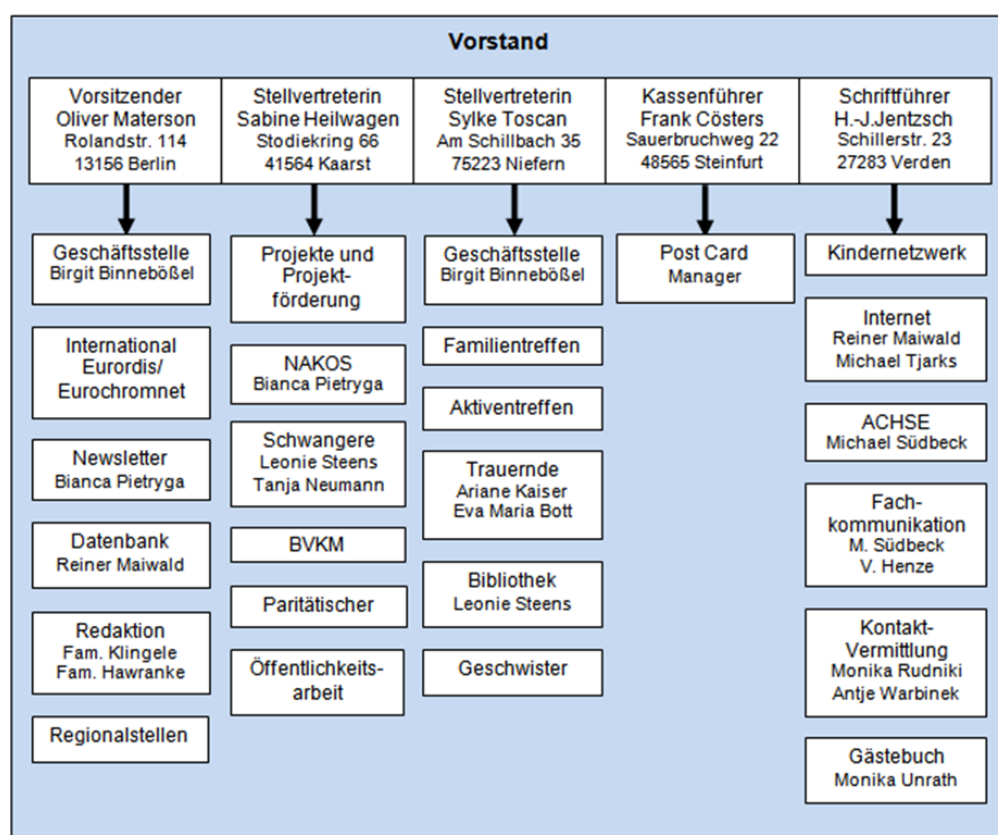 Vorstand
Vorsitzender
Oliver Materson
Rolandstr. 114
13156 Berlin
Stellvertreterin
Sabine Heilwagen
Stodiekring 66
41564 Kaarst
Stellvertreterin
Sylke Toscan
Am Schillbach 35
75223 Niefern
Kassenführer
Frank Cösters
Sauerbruchweg 22
48565 Steinfurt
Schriftführer
H.-J.Jentzsch
Schillerstr. 23
27283 Verden
Geschäftsstelle
Birgit Binnebößel
International
Eurordis/
Eurochromnet
Newsletter
Bianca Pietryga
Datenbank
Reiner Maiwald
Redaktion
Fam. Klingele
Fam. Hawranke
Regionalstellen
Projekte und
Projekt-
förderung
NAKOS
Bianca Pietryga
Schwangere
Leonie Steens
Tanja Neumann
BVKM
Paritätischer
Öffentlichkeits-
arbeit
Geschäftsstelle
Birgit Binnebößel
Familientreffen
Aktiventreffen
Trauernde
Ariane Kaiser
Eva Maria Bott
Bibliothek
Leonie Steens
Geschwister
Post Card
Manager
Kindernetzwerk
Internet
Reiner Maiwald
Michael Tjarks
ACHSE
Michael Südbeck
Fach-
kommunikation
M. Südbeck
V. Henze
Kontakt-
Vermittlung
Monika Rudniki
Antje Warbinek
Gästebuch
Monika Unrath